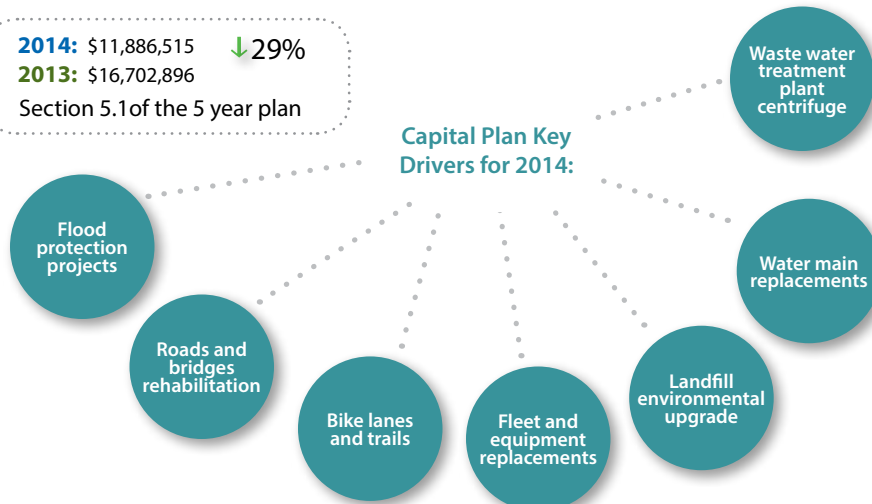 2014: $11,886,515 ↓29%
2013: $16,702,896
Section 5.1of the 5 year plan
Capital Plan Key
Drivers for 2014:
Flood
protection
projects
Roads and
bridges
rehabilitation
Bike lanes
and trails
Fleet and
equipment
replacements
Landfill
environmental
upgrade
Water main
replacements
Waste water
treatment
plant
centrifuge